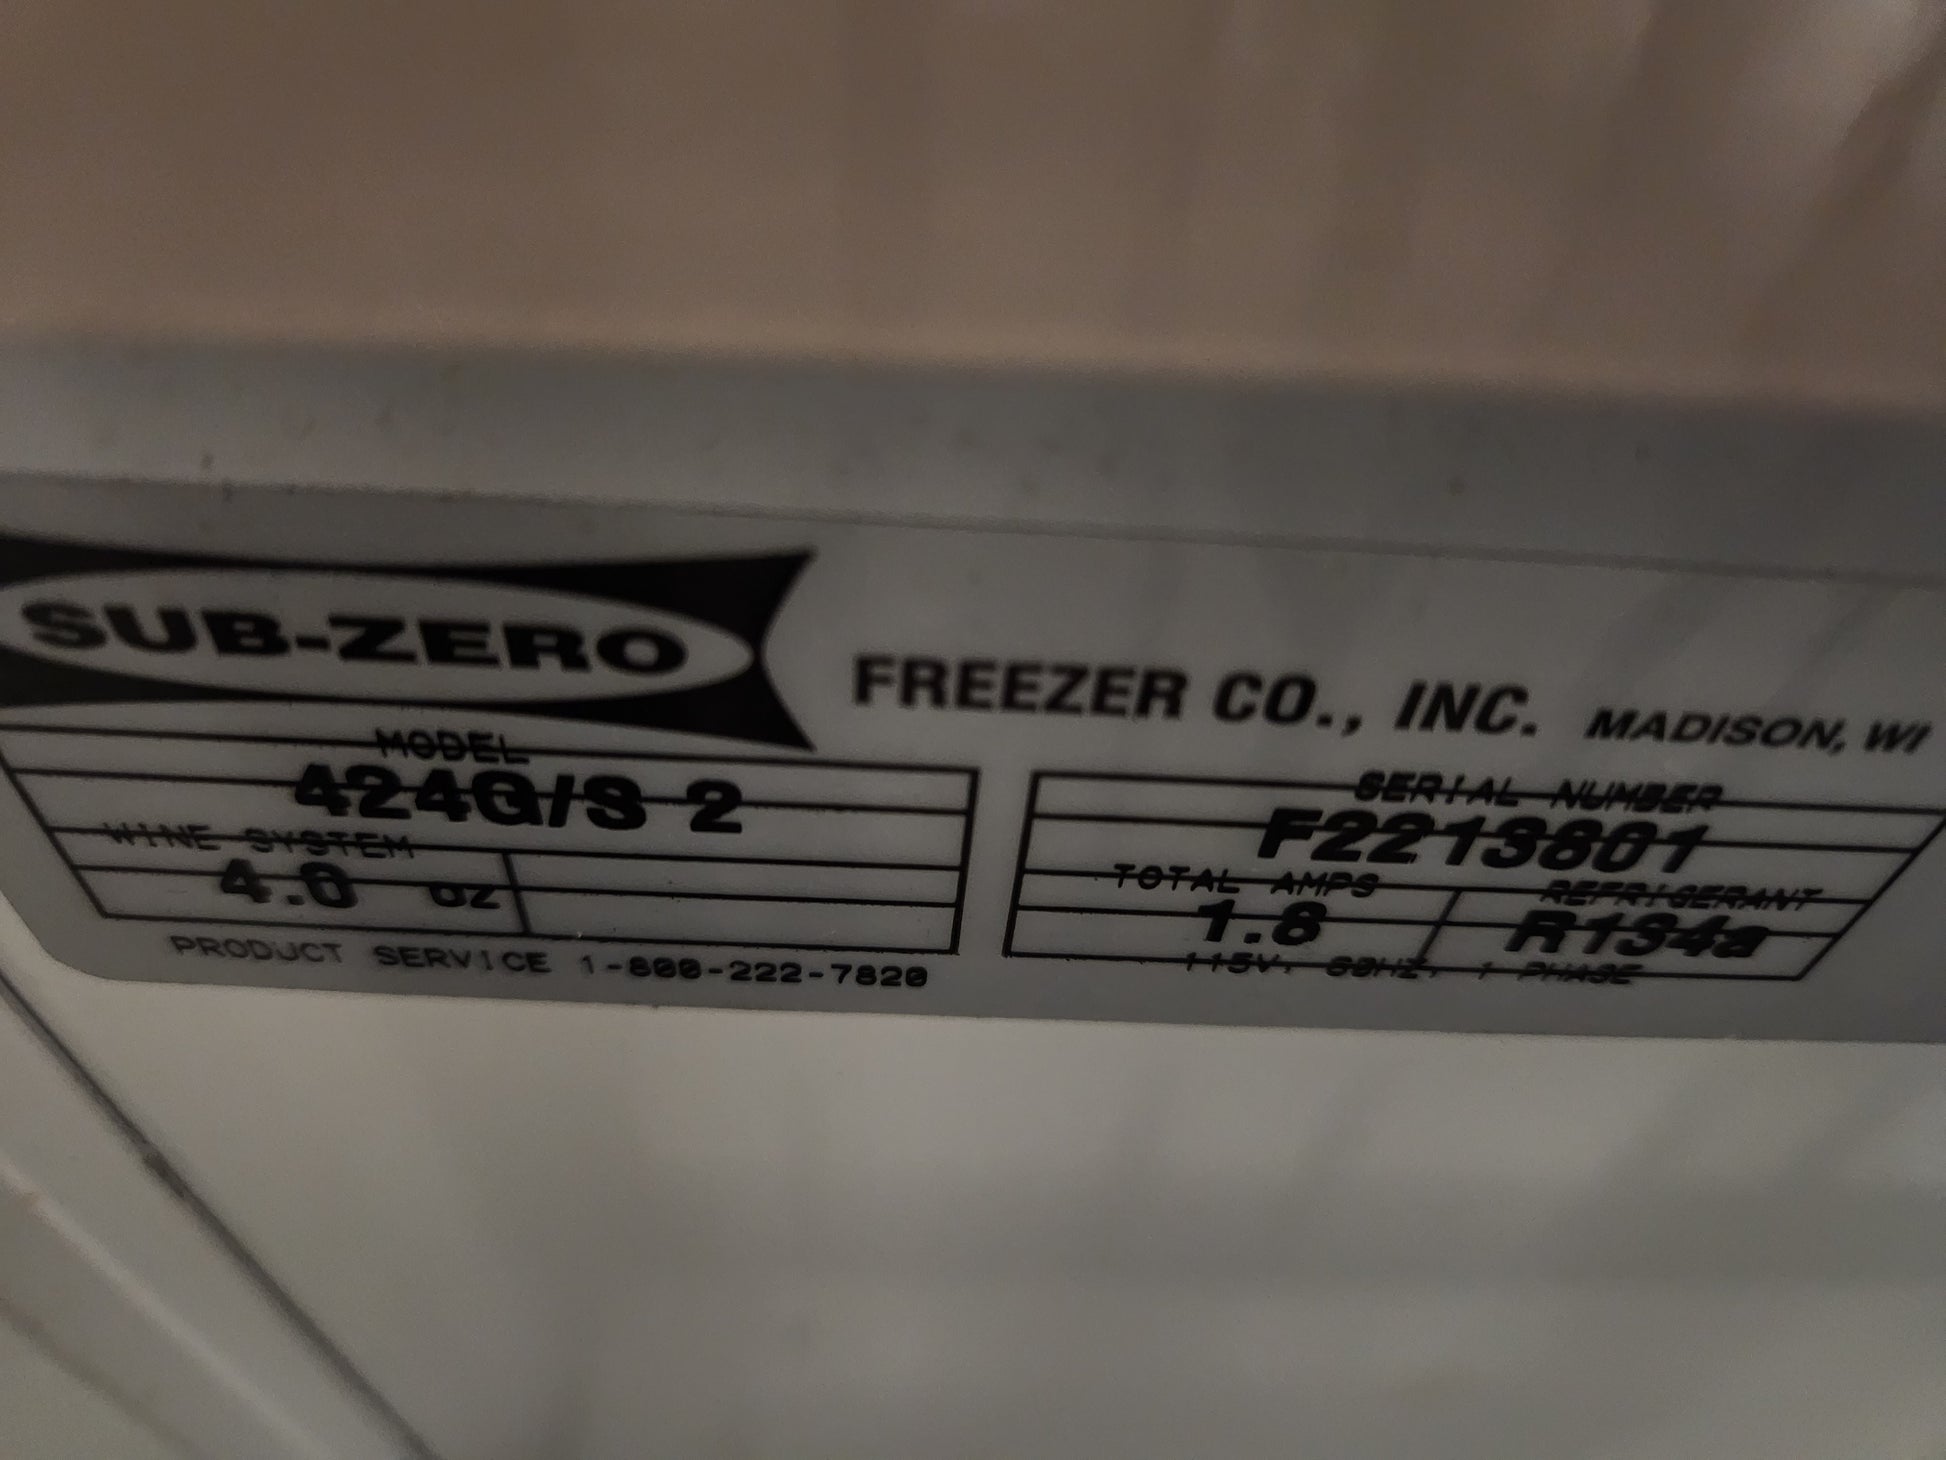 SUB-ZERO FREEZER CO., INC. MADISON, WI
MODEL
424G/S 2
WINE SYSTEM
4.0 oz
PRODUCT SERVICE 1-800-222-7820
SERIAL NUMBER
F2213801
TOTAL AMPS REFRIGERANT
1.8 R134a
115V, 60HZ, 1 PHASE